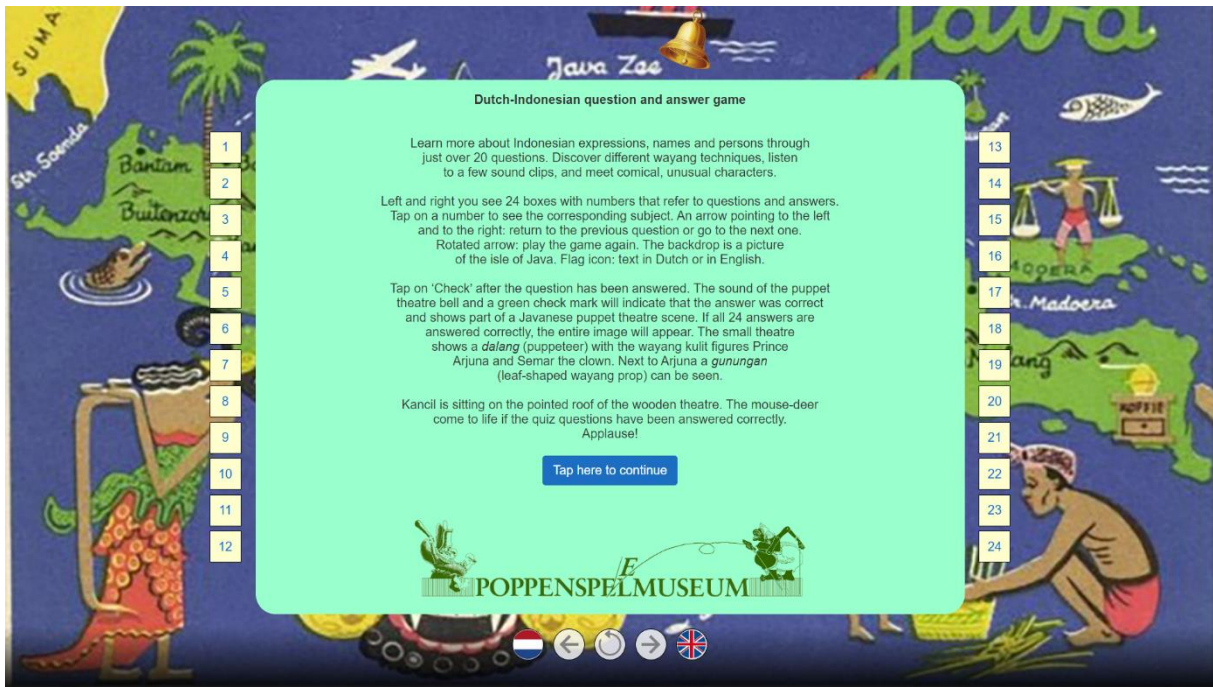 SUMA
Java Zee
Java
Str. Soenda
Bantam
Dutch-Indonesian question and answer game
Learn more about Indonesian expressions, names and persons through
just over 20 questions. Discover different wayang techniques, listen
to a few sound clips, and meet comical, unusual characters.
Left and right you see 24 boxes with numbers that refer to questions and answers.
Tap on a number to see the corresponding subject. An arrow pointing to the left
and to the right: return to the previous question or go to the next one.
Rotated arrow: play the game again. The backdrop is a picture
of the isle of Java. Flag icon: text in Dutch or in English.
Tap on ‘Check’ after the question has been answered. The sound of the puppet
theatre bell and a green check mark will indicate that the answer was correct
and shows part of a Javanese puppet theatre scene. If all 24 answers are
answered correctly, the entire image will appear. The small theatre
shows a dalang (puppeteer) with the wayang kulit figures Prince
Arjuna and Semar the clown. Next to Arjuna a gunungan
(leaf-shaped wayang prop) can be seen.
Kancil is sitting on the pointed roof of the wooden theatre. The mouse-deer
come to life if the quiz questions have been answered correctly.
Applause!
Tap here to continue
POPPENSPELMUSEUM
E
1
2
3
4
5
6
7
8
9
10
11
12
13
14
15
16
17
18
19
20
21
22
23
24
Buitenzor
MADOERA
r. Madoera
ang
KOFFIE